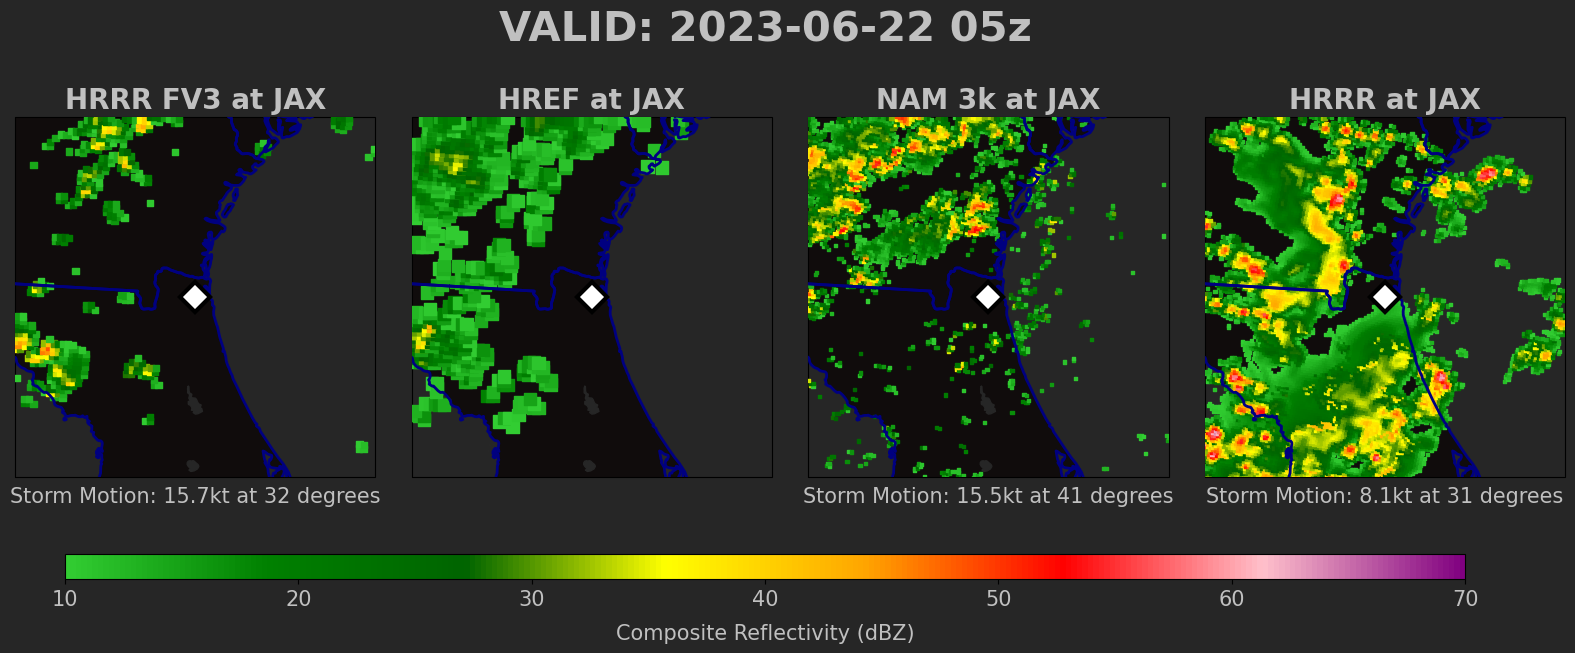 VALID: 2023-06-22 05z
HRRR FV3 at JAX
HREF at JAX
NAM 3k at JAX
HRRR at JAX
Storm Motion: 15.7kt at 32 degrees
Storm Motion: 15.5kt at 41 degrees
Storm Motion: 8.1kt at 31 degrees
10 20 30 40 50 60 70
Composite Reflectivity (dBZ)